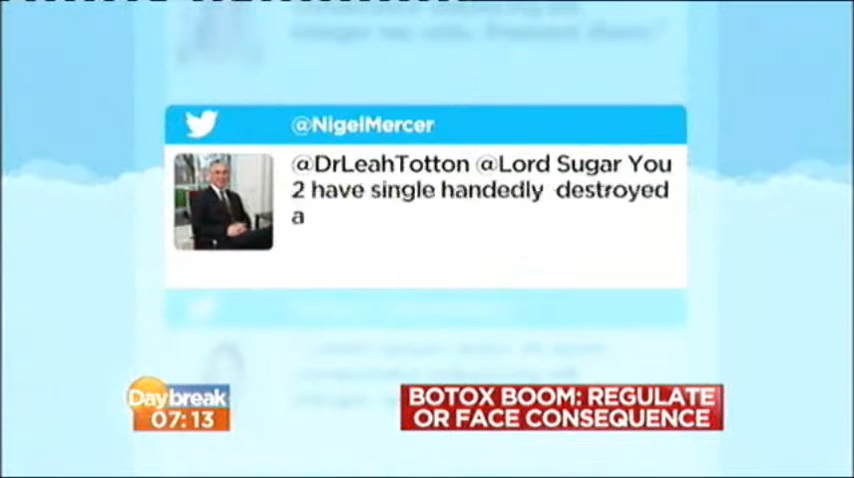 @NigelMercer
@DrLeahTotton @Lord Sugar You
2 have single handedly destroyed
a
Daybreak
07:13
BOTOX BOOM: REGULATE
OR FACE CONSEQUENCE